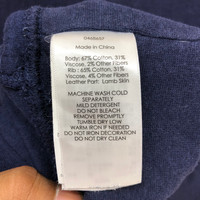 Made in China
Body: 67% Cotton, 31%
Viscose, 2% Other Fibers
Rib: 65% Cotton, 31%
Viscose, 4% Other Fibers
Leather Part: Lamb Skin
MACHINE WASH COLD
SEPARATELY
MILD DETERGENT
DO NOT BLEACH
REMOVE PROMPTLY
TUMBLE DRY LOW
WARM IRON IF NEEDED
DO NOT IRON DECORATION
DO NOT DRY CLEAN